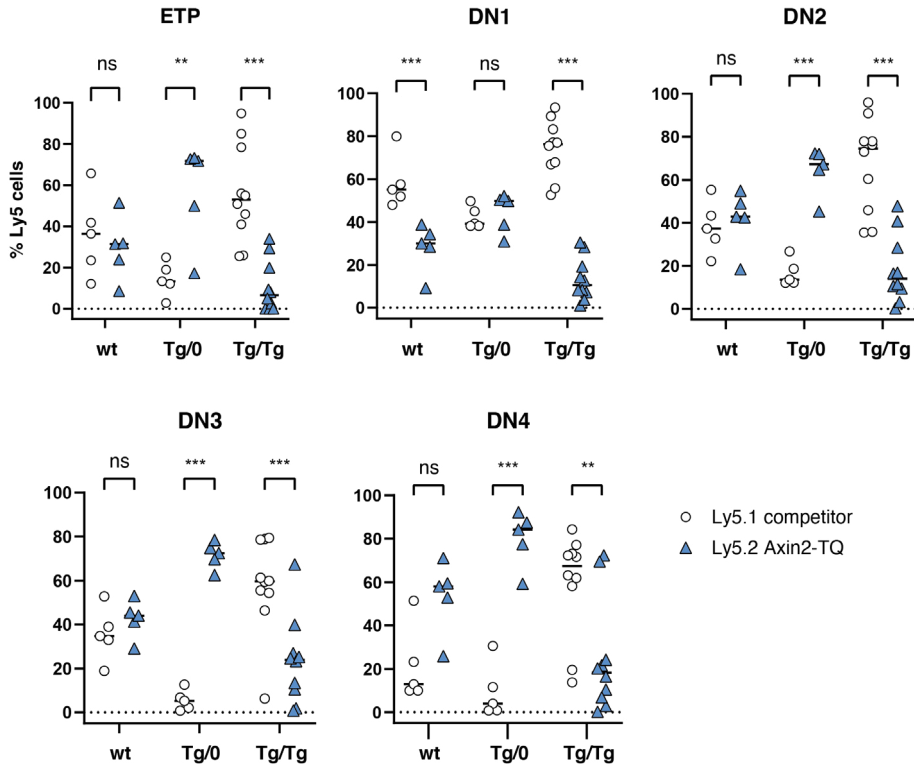 ETP
DN1
DN2
ns ** ***
*** ns ***
ns *** ***
% Ly5 cells
100
80
60
40
20
0
100
80
60
40
20
0
100
80
60
40
20
0
wt Tg/0 Tg/Tg
wt Tg/0 Tg/Tg
wt Tg/0 Tg/Tg
DN3
DN4
ns *** ***
ns *** **
100
80
60
40
20
0
100
80
60
40
20
0
Ly5.1 competitor
Ly5.2 Axin2-TQ
wt Tg/0 Tg/Tg
wt Tg/0 Tg/Tg